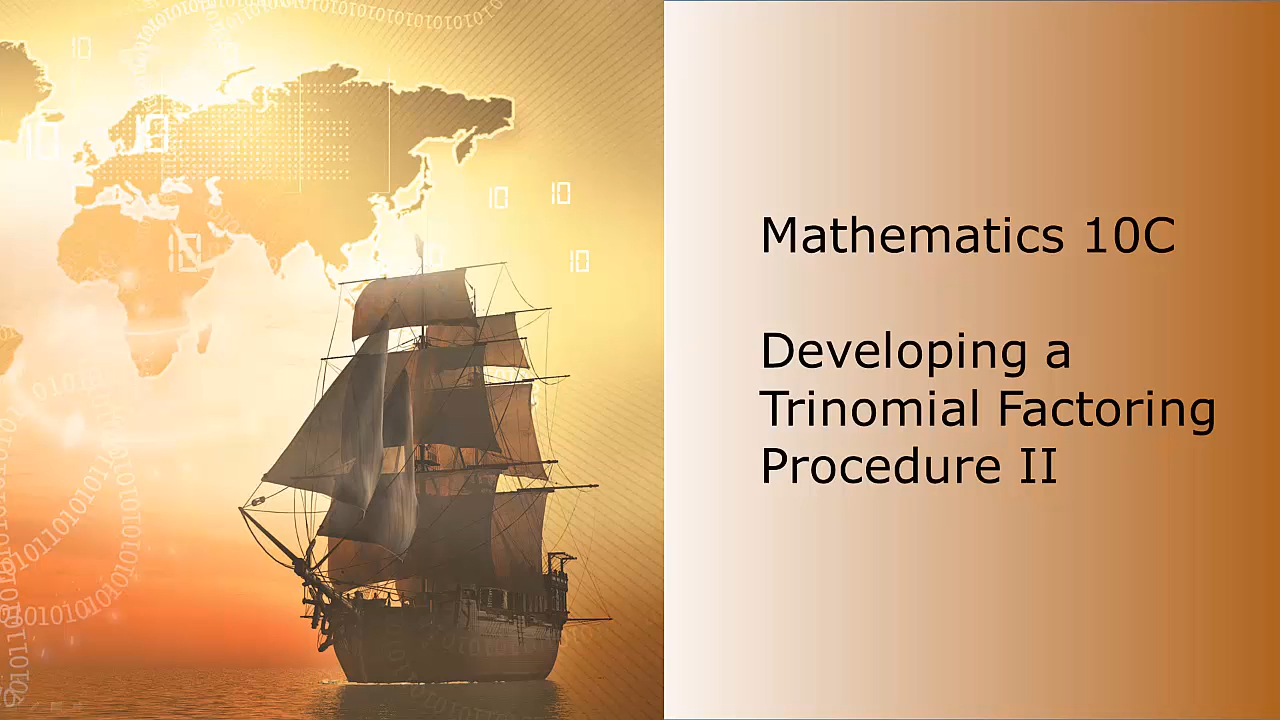 Mathematics 10C
Developing a
Trinomial Factoring
Procedure II